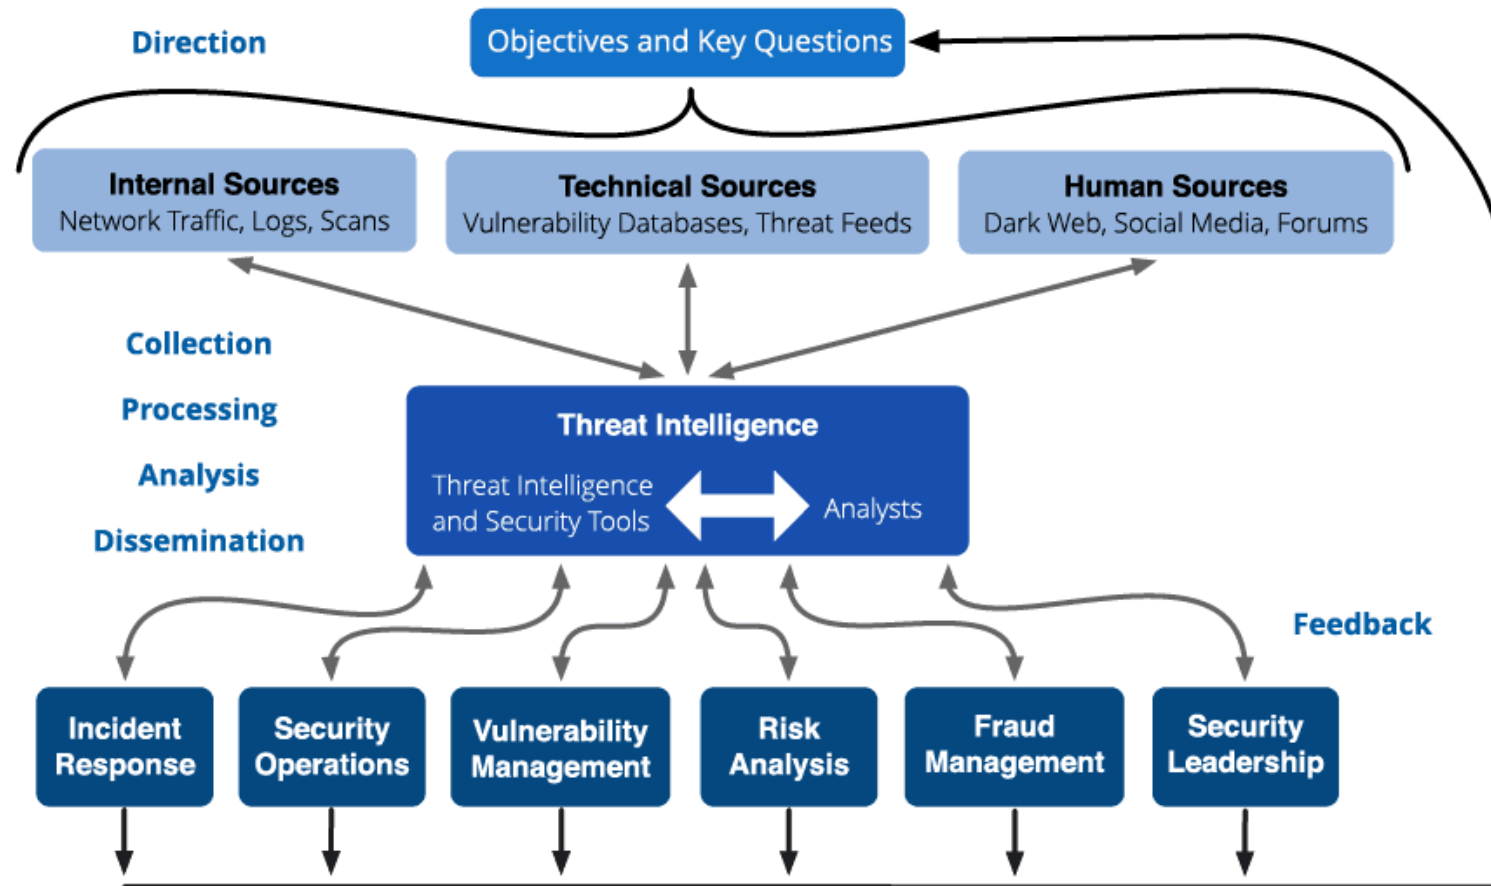 Direction
Objectives and Key Questions
Internal Sources
Network Traffic, Logs, Scans
Technical Sources
Vulnerability Databases, Threat Feeds
Human Sources
Dark Web, Social Media, Forums
Collection
Processing
Analysis
Dissemination
Threat Intelligence
Threat Intelligence
and Security Tools
Analysts
Feedback
Incident
Response
Security
Operations
Vulnerability
Management
Risk
Analysis
Fraud
Management
Security
Leadership